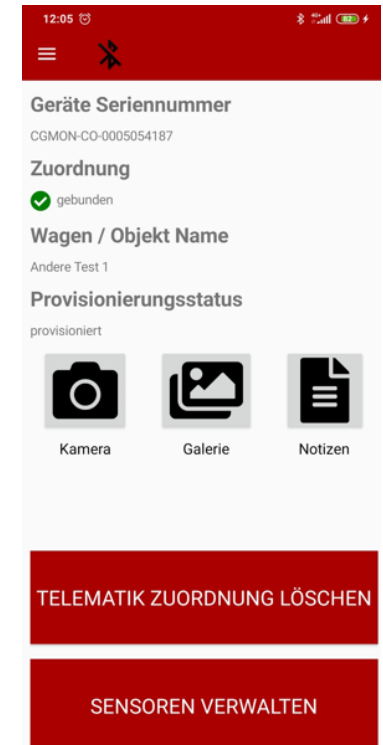 12:05
82
Geräte Seriennummer
CGMON-CO-0005054187
Zuordnung
gebunden
Wagen / Objekt Name
Andere Test 1
Provisionierungsstatus
provisioniert
Kamera Galerie Notizen
TELEMATIK ZUORDNUNG LÖSCHEN
SENSOREN VERWALTEN